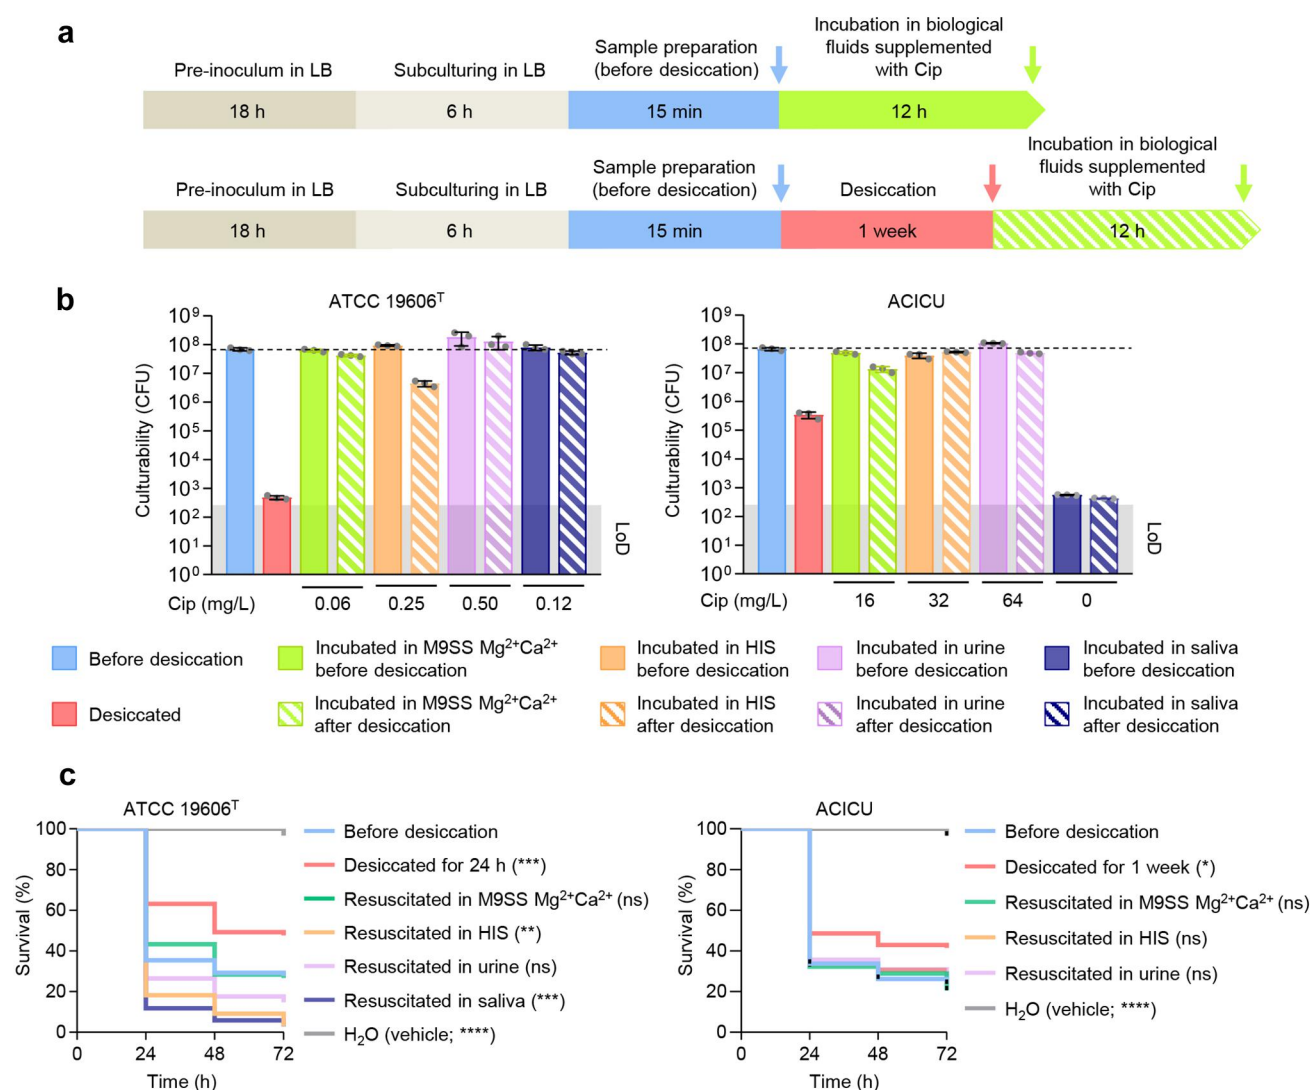 a
Incubation in biological
fluids supplemented
with Cip
Sample preparation
(before desiccation)
Pre-inoculum in LB
Subculturing in LB
18 h
6 h
15 min
12 h
Incubation in biological
fluids supplemented
with Cip
Sample preparation
(before desiccation)
Pre-inoculum in LB
Subculturing in LB
Desiccation
18 h
6 h
15 min
1 week
12 h
b
ATCC 19606ᵀ
Culturability (CFU)
10⁹
10⁸
10⁷
10⁶
10⁵
10⁴
10³
10²
10¹
10⁰
LoD
Cip (mg/L)
0.06
0.25
0.50
0.12
ACICU
Culturability (CFU)
10⁹
10⁸
10⁷
10⁶
10⁵
10⁴
10³
10²
10¹
10⁰
LoD
Cip (mg/L)
16
32
64
0
Before desiccation
Incubated in M9SS Mg²⁺Ca²⁺
before desiccation
Incubated in HIS
before desiccation
Incubated in urine
before desiccation
Incubated in saliva
before desiccation
Desiccated
Incubated in M9SS Mg²⁺Ca²⁺
after desiccation
Incubated in HIS
after desiccation
Incubated in urine
after desiccation
Incubated in saliva
after desiccation
c
ATCC 19606ᵀ
Survival (%)
100
80
60
40
20
0
0
24
48
72
Time (h)
Before desiccation
Desiccated for 24 h (***)
Resuscitated in M9SS Mg²⁺Ca²⁺ (ns)
Resuscitated in HIS (**)
Resuscitated in urine (ns)
Resuscitated in saliva (***)
H₂O (vehicle; ****)
ACICU
Survival (%)
100
80
60
40
20
0
0
24
48
72
Time (h)
Before desiccation
Desiccated for 1 week (*)
Resuscitated in M9SS Mg²⁺Ca²⁺ (ns)
Resuscitated in HIS (ns)
Resuscitated in urine (ns)
H₂O (vehicle; ****)